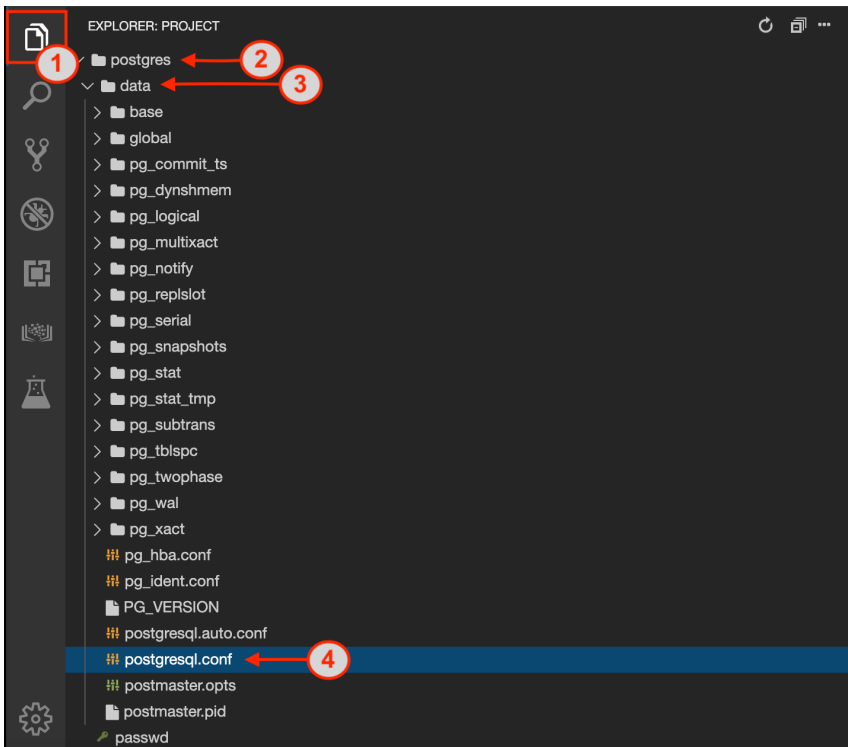 EXPLORER: PROJECT
1
postgres 2
data 3
base
global
pg_commit_ts
pg_dynshmem
pg_logical
pg_multixact
pg_notify
pg_replslot
pg_serial
pg_snapshots
pg_stat
pg_stat_tmp
pg_subtrans
pg_tblspc
pg_twophase
pg_wal
pg_xact
pg_hba.conf
pg_ident.conf
PG_VERSION
postgresql.auto.conf
postgresql.conf 4
postmaster.opts
postmaster.pid
passwd